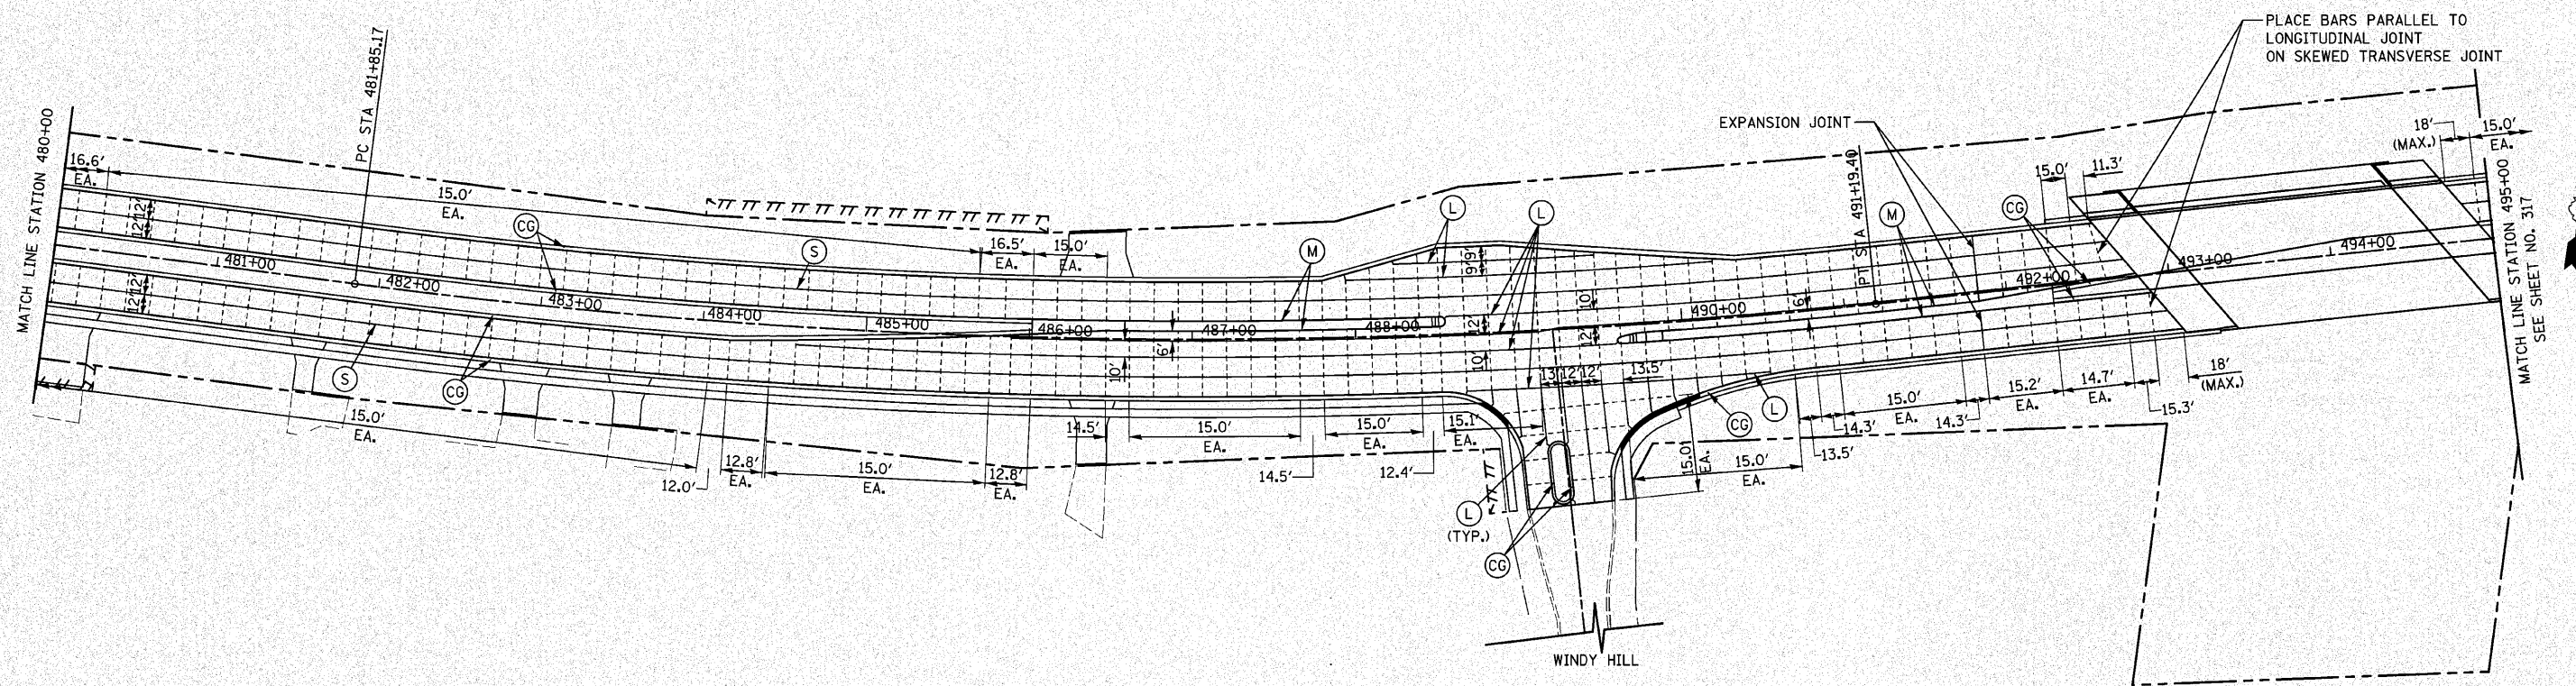 PLACE BARS PARALLEL TO
LONGITUDINAL JOINT
ON SKEWED TRANSVERSE JOINT
PC STA 481+85.17
MATCH LINE STATION 480+00
EXPANSION JOINT
PT STA 491+19.40
18'
(MAX.)
15.0'
EA.
16.6'
EA.
15.0'
EA.
15.0'
11.3'
12'
12'
CG
S
16.5'
EA.
15.0'
EA.
M
L
L
M
CG
9'
9'
481+00
482+00
483+00
484+00
485+00
486+00
487+00
488+00
490+00
492+00
493+00
494+00
MATCH LINE STATION 495+00
SEE SHEET NO. 317
12'
12'
6'
10'
12'
10'
10'
12'
6'
S
CG
15.0'
EA.
12.0'
12.8'
EA.
15.0'
EA.
12.8'
EA.
14.5'
15.0'
EA.
14.5'
15.0'
EA.
12.4'
15.1'
EA.
13'
12'
12'
13.5'
L
CG
15.0'
EA.
15.0'
EA.
13.5'
14.3'
15.0'
EA.
14.3'
15.2'
EA.
14.7'
EA.
15.3'
18'
(MAX.)
L
(TYP.)
CG
WINDY HILL